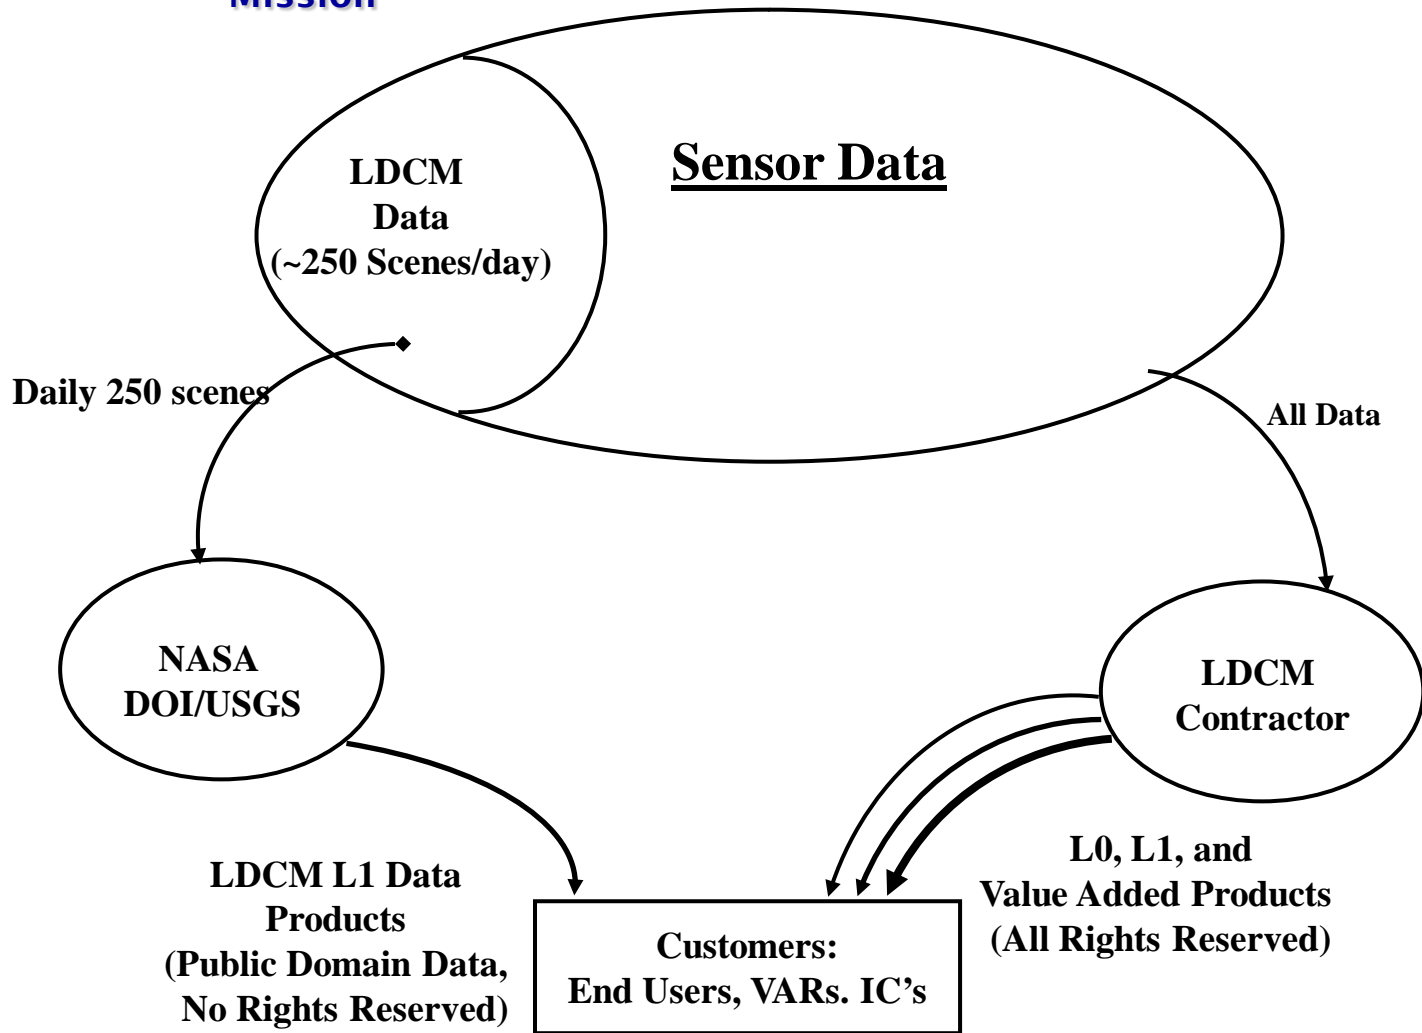 Mission
Sensor Data
LDCM
Data
(~250 Scenes/day)
Daily 250 scenes
All Data
NASA
DOI/USGS
LDCM
Contractor
LDCM L1 Data
Products
(Public Domain Data,
No Rights Reserved)
L0, L1, and
Value Added Products
(All Rights Reserved)
Customers:
End Users, VARs. IC’s